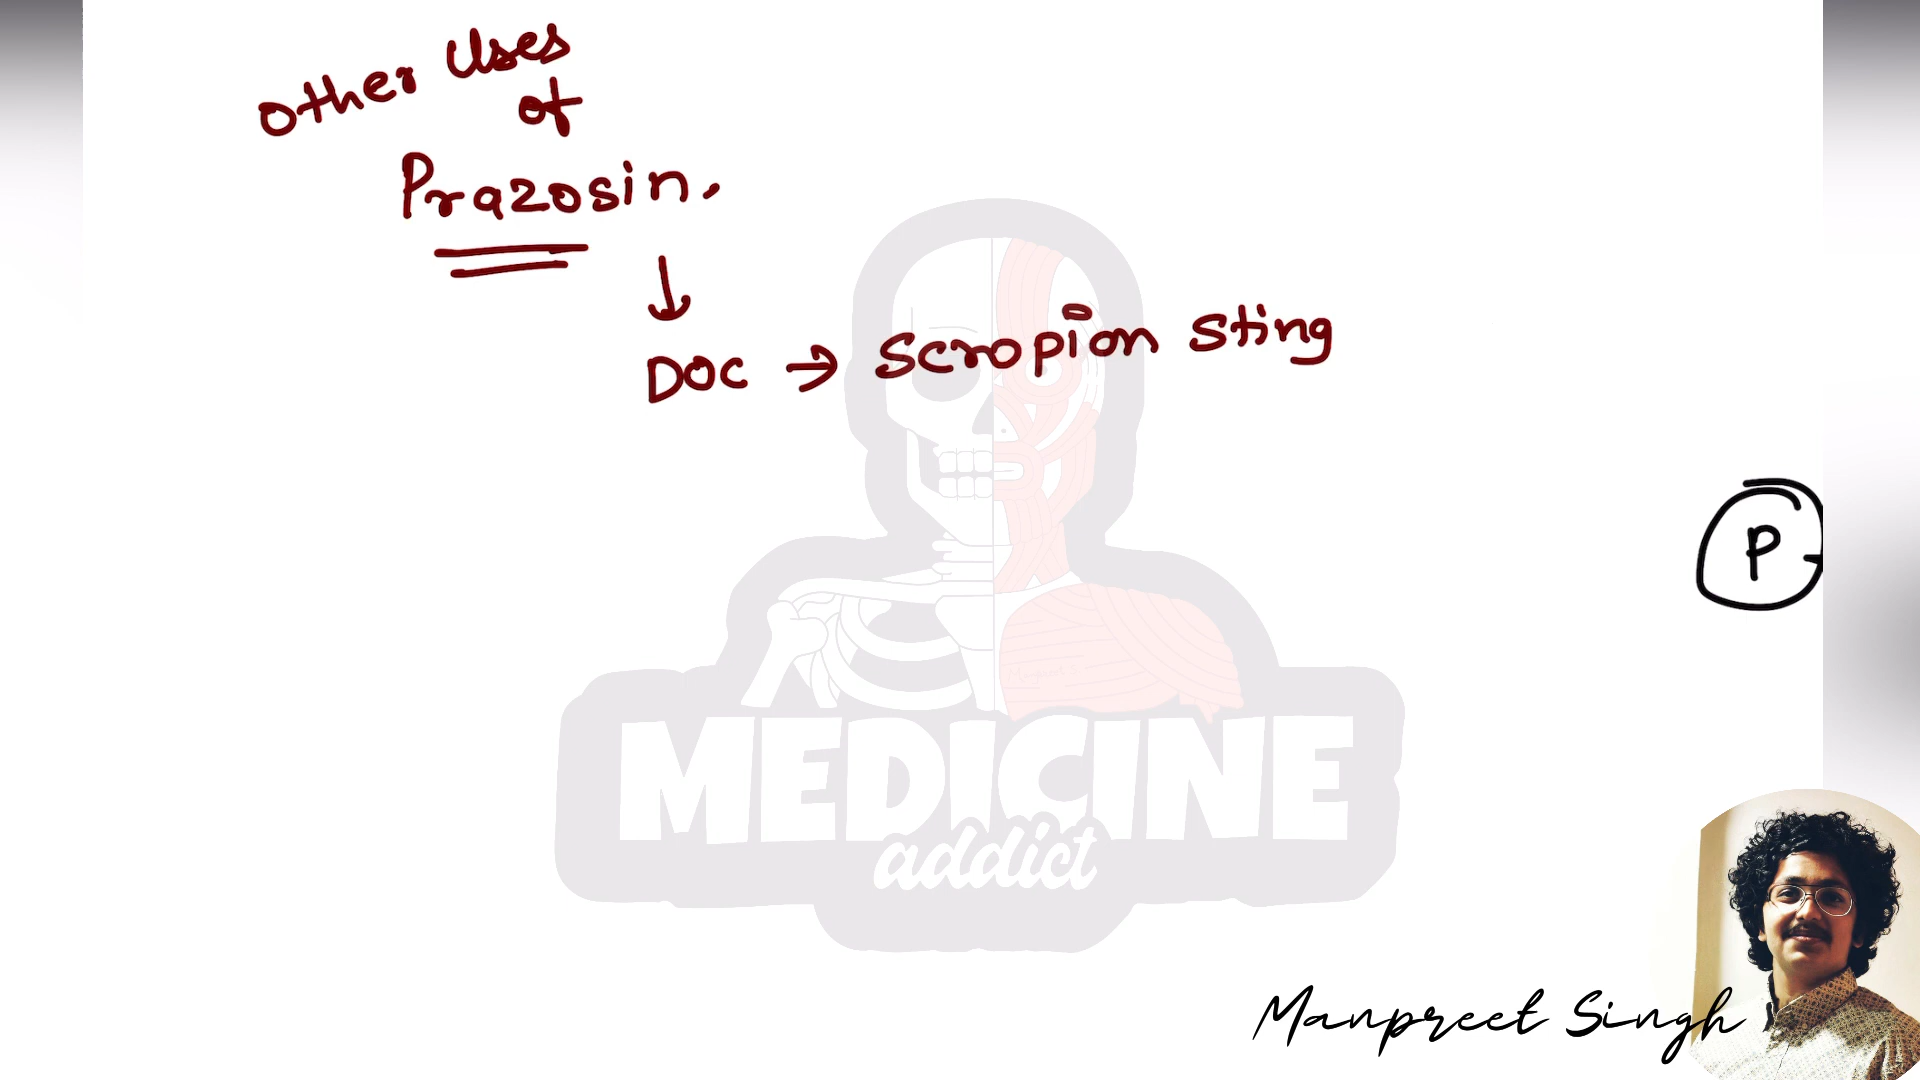 Other Uses
of
Prazosin,
↓
DOC → Scropion Sting
P
MEDICINE
addict
Manpreet Singh